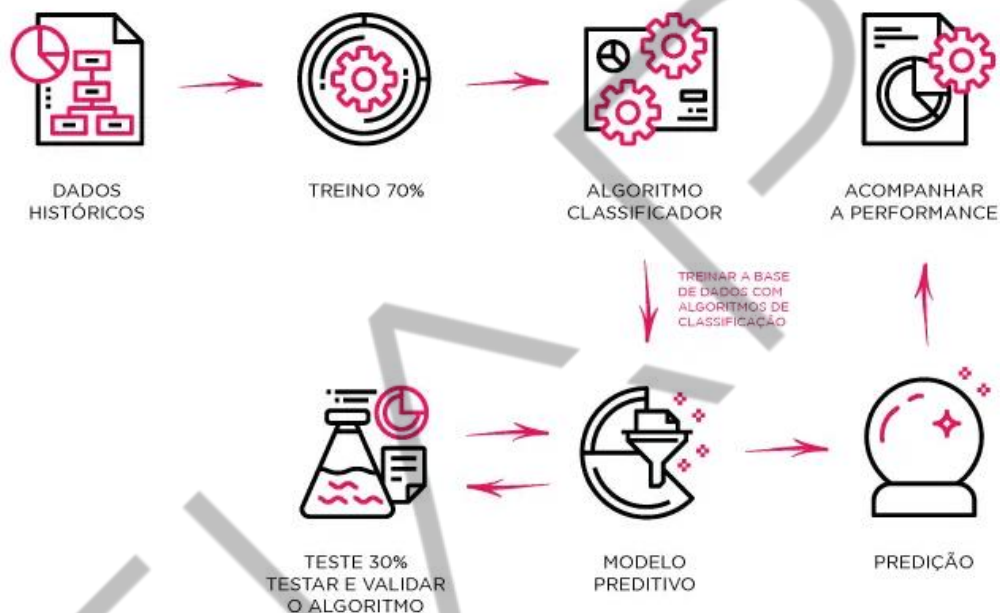 DADOS
HISTÓRICOS
TREINO 70%
ALGORITMO
CLASSIFICADOR
ACOMPANHAR
A PERFORMANCE
TREINAR A BASE
DE DADOS COM
ALGORITMOS DE
CLASSIFICAÇÃO
TESTE 30%
TESTAR E VALIDAR
O ALGORITMO
MODELO
PREDITIVO
PREDIÇÃO